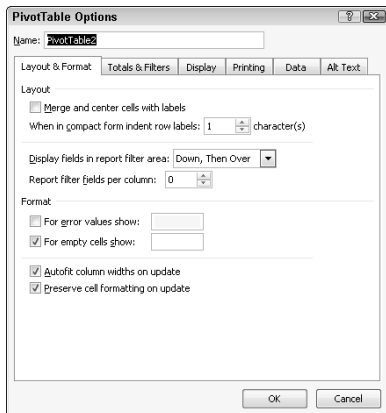 PivotTable Options
Name: PivotTable2
Layout & Format Totals & Filters Display Printing Data Alt Text
Layout
Merge and center cells with labels
When in compact form indent row labels: 1 character(s)
Display fields in report filter area: Down, Then Over
Report filter fields per column: 0
Format
For error values show:
For empty cells show:
Autofit column widths on update
Preserve cell formatting on update
OK Cancel